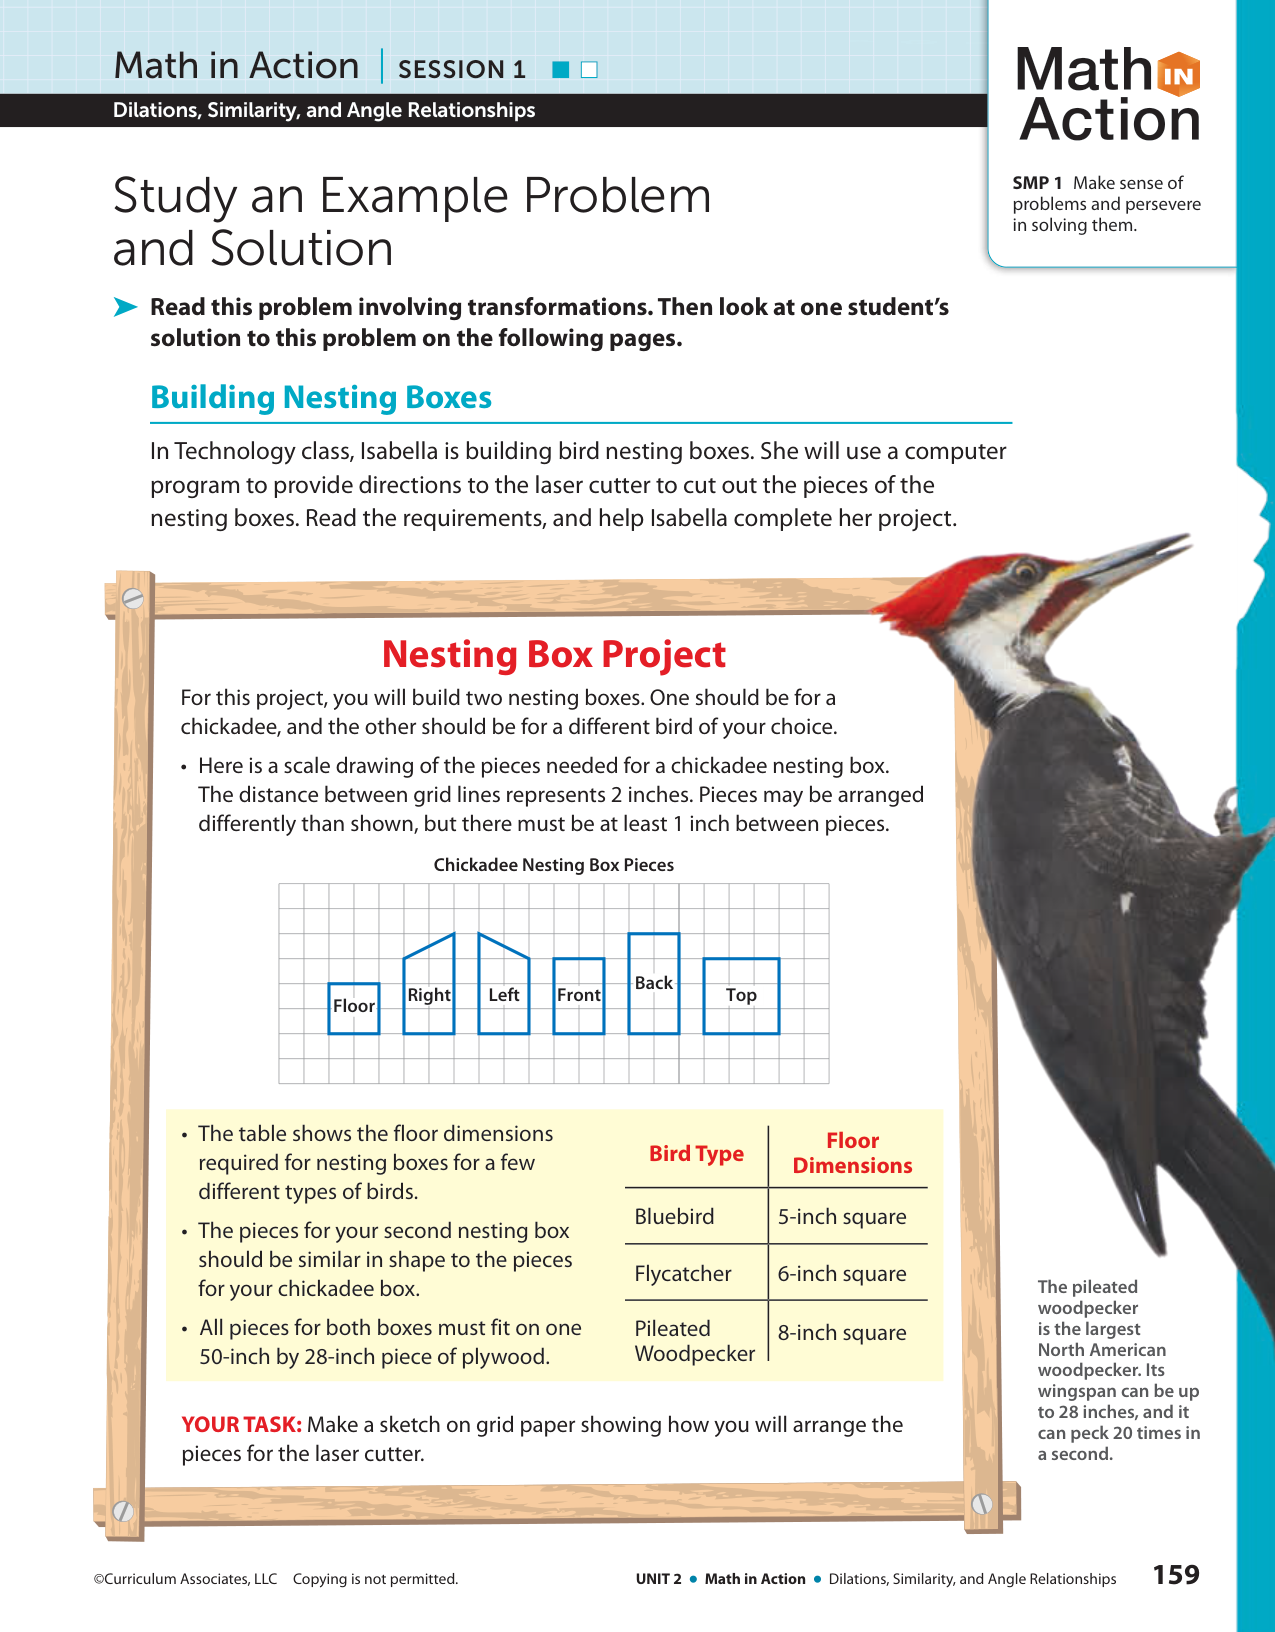 Math in Action SESSION 1
Dilations, Similarity, and Angle Relationships
Math IN
Action
SMP 1 Make sense of
problems and persevere
in solving them.
Study an Example Problem
and Solution
Read this problem involving transformations. Then look at one student’s
solution to this problem on the following pages.
Building Nesting Boxes
In Technology class, Isabella is building bird nesting boxes. She will use a computer
program to provide directions to the laser cutter to cut out the pieces of the
nesting boxes. Read the requirements, and help Isabella complete her project.
Nesting Box Project
For this project, you will build two nesting boxes. One should be for a
chickadee, and the other should be for a different bird of your choice.
• Here is a scale drawing of the pieces needed for a chickadee nesting box.
The distance between grid lines represents 2 inches. Pieces may be arranged
differently than shown, but there must be at least 1 inch between pieces.
Chickadee Nesting Box Pieces
Floor Right Left Front Back Top
• The table shows the floor dimensions
required for nesting boxes for a few
different types of birds.
• The pieces for your second nesting box
should be similar in shape to the pieces
for your chickadee box.
• All pieces for both boxes must fit on one
50-inch by 28-inch piece of plywood.
Bird Type Floor
Dimensions
Bluebird 5-inch square
Flycatcher 6-inch square
Pileated
Woodpecker 8-inch square
YOUR TASK: Make a sketch on grid paper showing how you will arrange the
pieces for the laser cutter.
The pileated
woodpecker
is the largest
North American
woodpecker. Its
wingspan can be up
to 28 inches, and it
can peck 20 times in
a second.
©Curriculum Associates, LLC Copying is not permitted.
UNIT 2 • Math in Action • Dilations, Similarity, and Angle Relationships 159